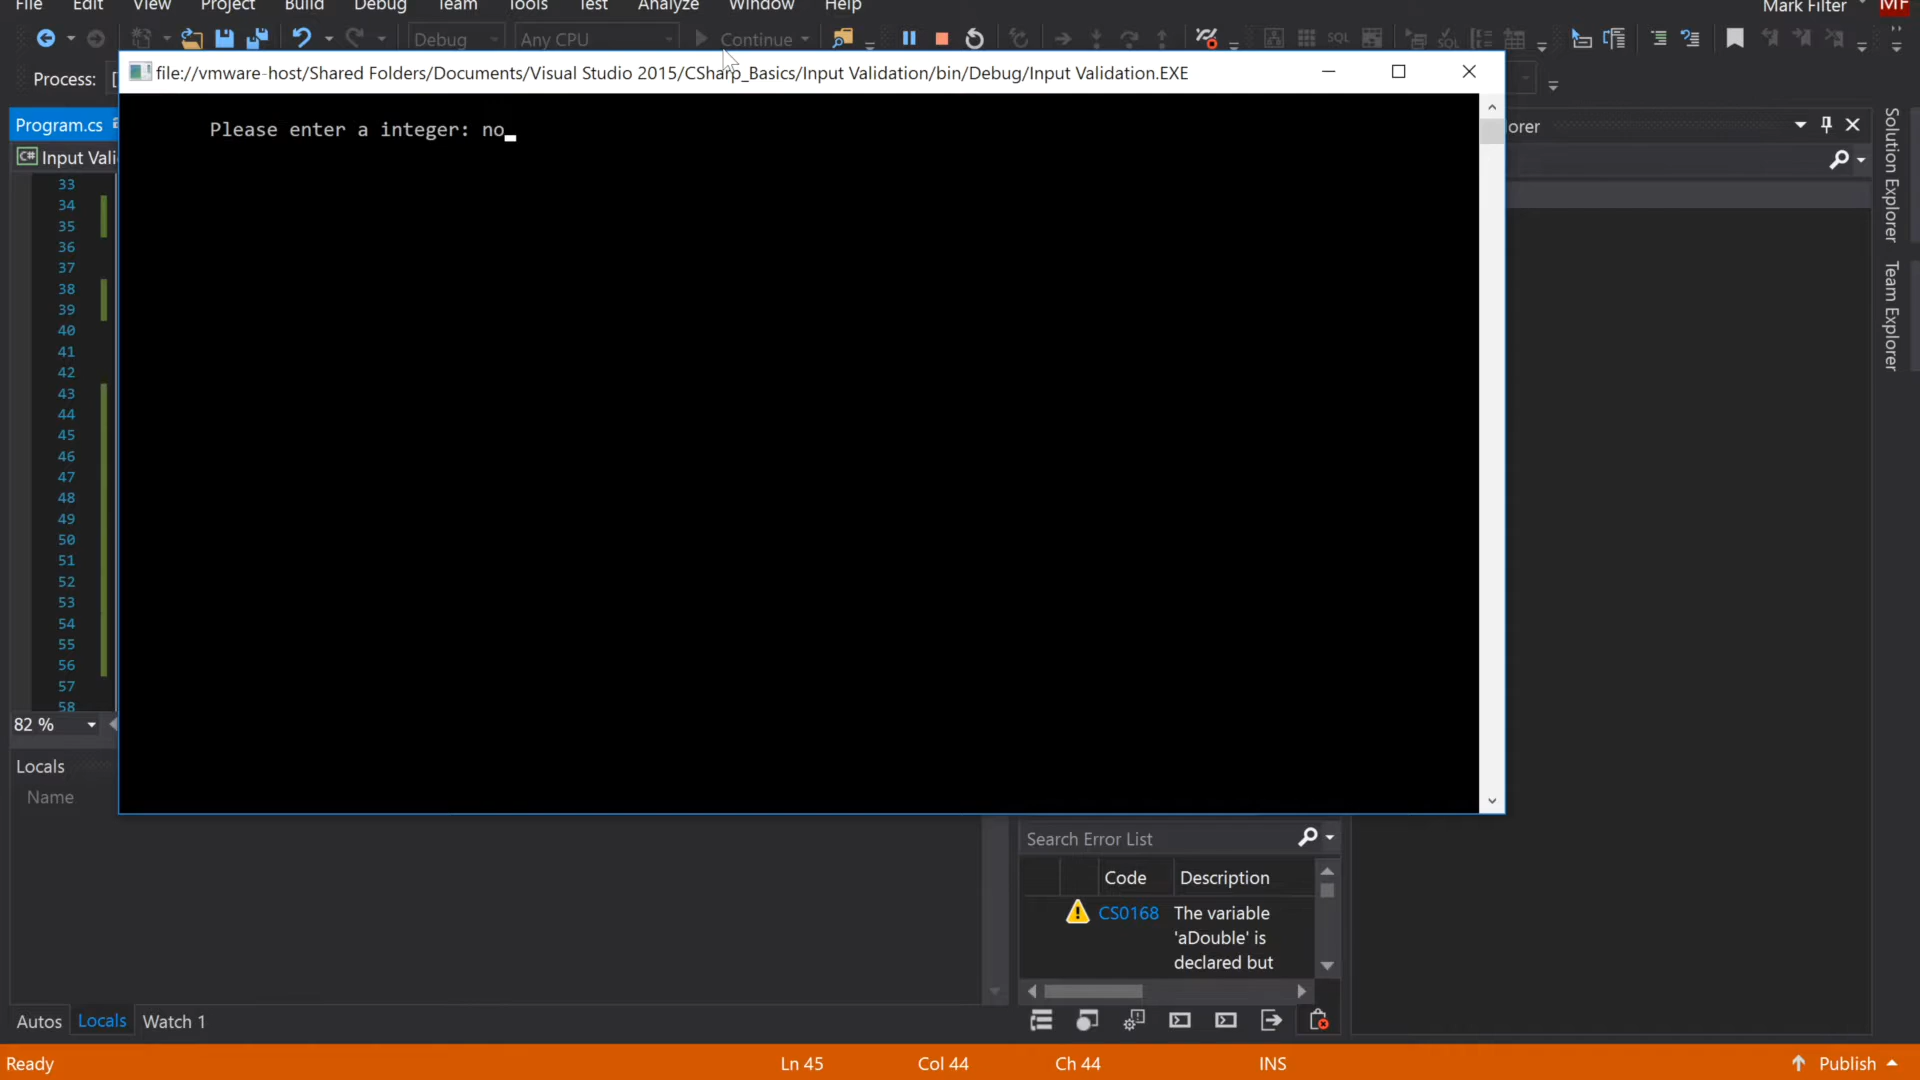 File Edit View Project Build Debug Team Tools Test Analyze Window Help Mark Filter MF
Debug Any CPU Continue SQL SQL
Process: [
file://vmware-host/Shared Folders/Documents/Visual Studio 2015/CSharp_Basics/Input Validation/bin/Debug/Input Validation.EXE
Program.cs
orer
C# Input Vali
Please enter a integer: no
33
34
35
36
37
38
39
40
41
42
43
44
45
46
47
48
49
50
51
52
53
54
55
56
57
58
82 %
Solution Explorer
Team Explorer
Locals
Name
Search Error List
Code Description
CS0168 The variable
'aDouble' is
declared but
Autos Locals Watch 1
Ready Ln 45 Col 44 Ch 44 INS Publish